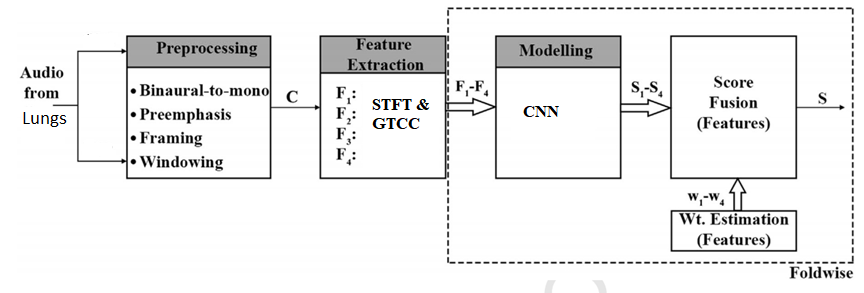 Preprocessing
Audio
from
Lungs
• Binaural-to-mono
• Preemphasis
• Framing
• Windowing
C
Feature
Extraction
F1:
F2:
F3:
F4:
STFT &
GTCC
F1-F4
Modelling
CNN
S1-S4
Score
Fusion
(Features)
S
w1-w4
Wt. Estimation
(Features)
Foldwise